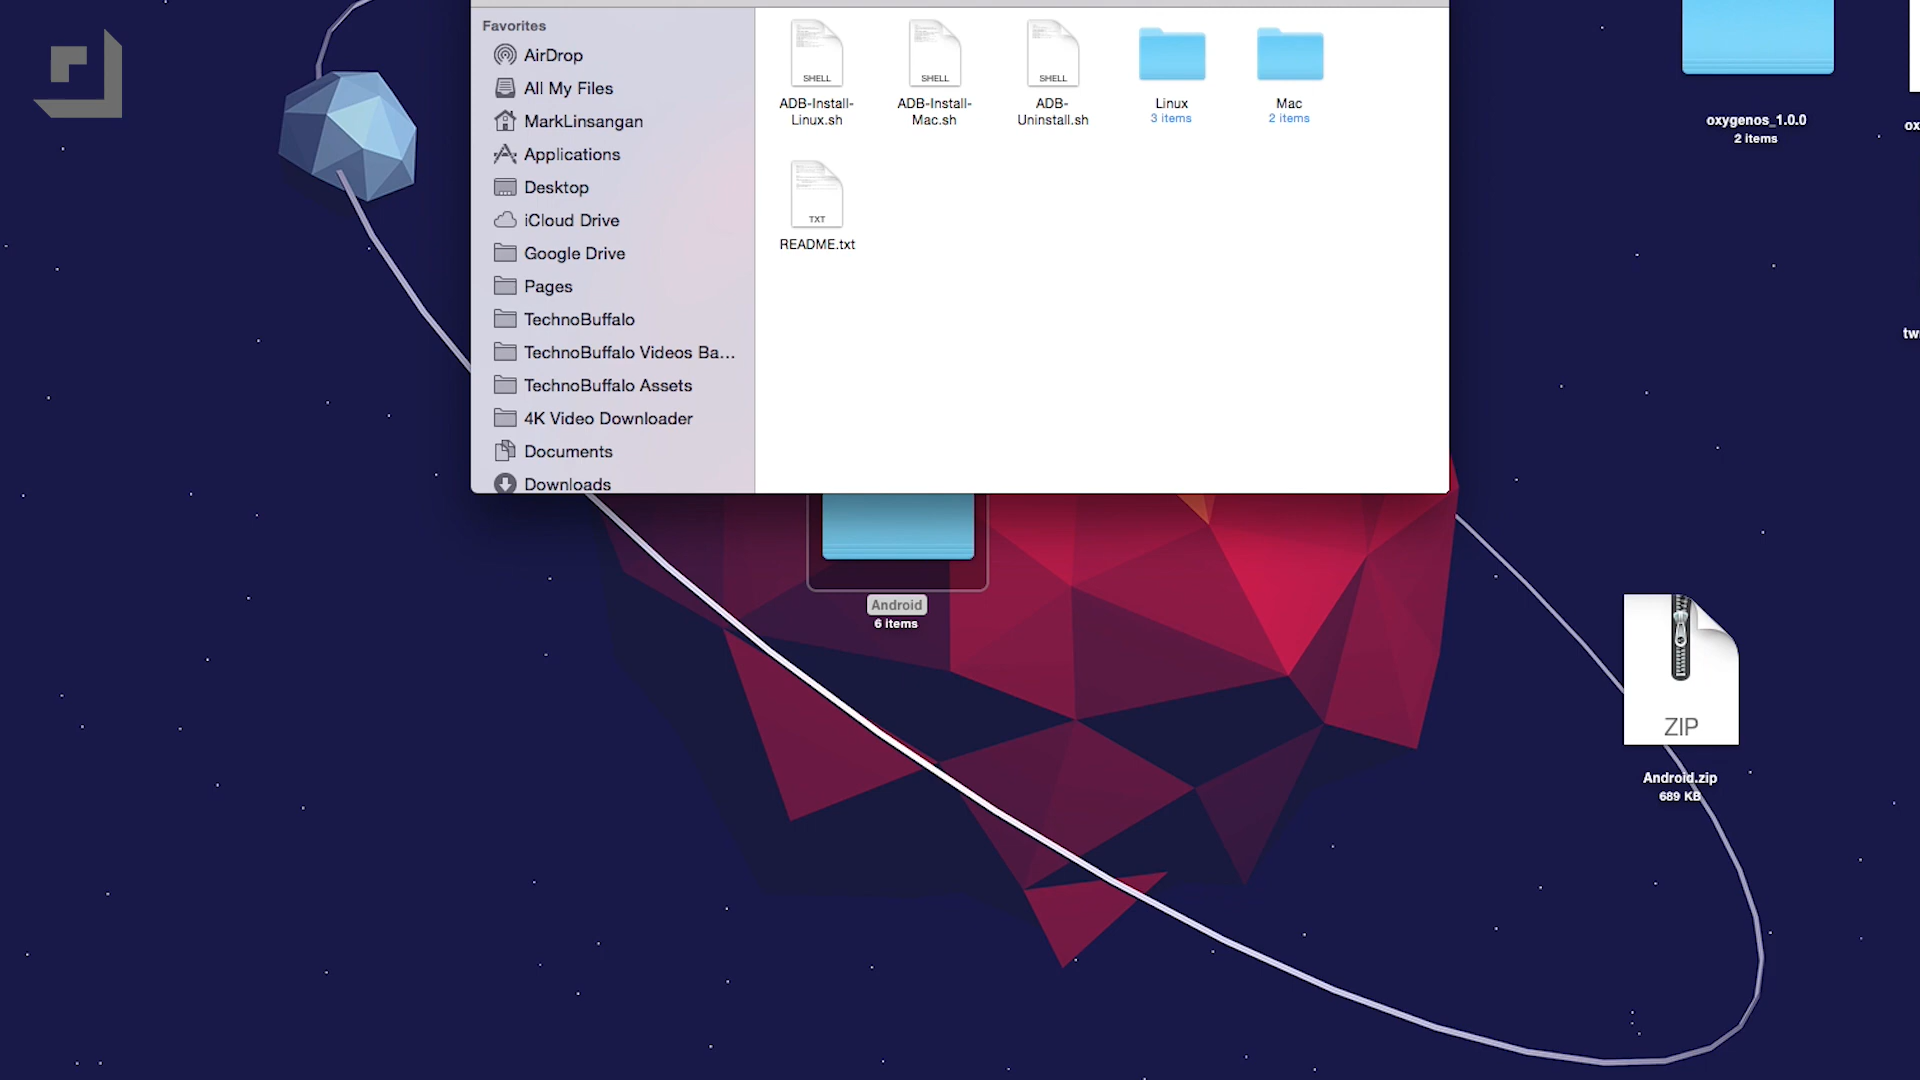 Favorites
AirDrop
All My Files
MarkLinsangan
Applications
Desktop
iCloud Drive
Google Drive
Pages
TechnoBuffalo
TechnoBuffalo Videos Ba...
TechnoBuffalo Assets
4K Video Downloader
Documents
Downloads
SHELL
ADB-Install-
Linux.sh
SHELL
ADB-Install-
Mac.sh
SHELL
ADB-
Uninstall.sh
Linux
3 items
Mac
2 items
TXT
README.txt
oxygenos_1.0.0
2 items
ox
tw
Android
6 items
ZIP
Android.zip
689 KB